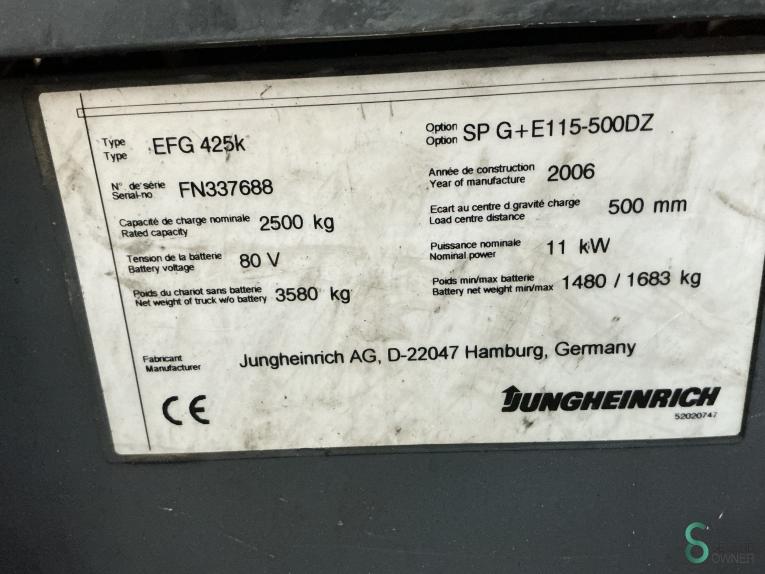 Type EFG 425k
Type
Option SP G+E115-500DZ
Option
N° de série FN337688
Serial-no
Année de construction 2006
Year of manufacture
Capacité de charge nominale 2500 kg
Rated capacity
Ecart au centre d gravité charge 500 mm
Load centre distance
Tension de la batterie 80 V
Battery voltage
Puissance nominale 11 kW
Nominal power
Poids du chariot sans batterie 3580 kg
Net weight of truck w/o battery
Poids min/max batterie 1480 / 1683 kg
Battery net weight min/max
Fabricant Jungheinrich AG, D-22047 Hamburg, Germany
Manufacturer
CE
JUNGHEINRICH
52020747
OWNER